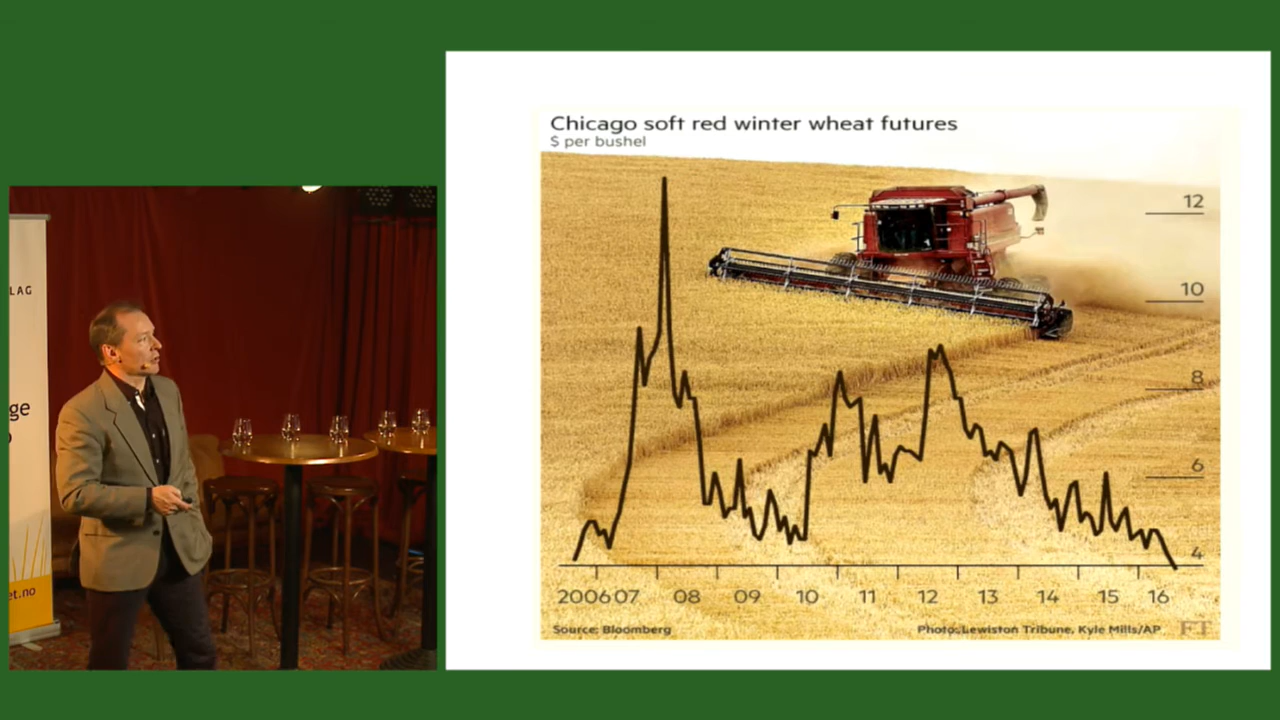 LAG
ge
et.no
Chicago soft red winter wheat futures
$ per bushel
12
10
8
6
4
2006 07 08 09 10 11 12 13 14 15 16
Source: Bloomberg
Photo: Lewiston Tribune, Kyle Mills/AP
FT